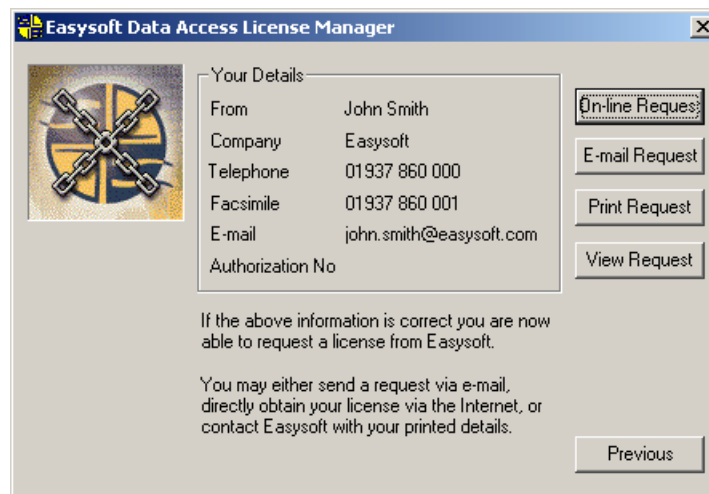 Easysoft Data Access License Manager
Your Details
From John Smith
Company Easysoft
Telephone 01937 860 000
Facsimile 01937 860 001
E-mail john.smith@easysoft.com
Authorization No
On-line Reques
E-mail Request
Print Request
View Request
If the above information is correct you are now
able to request a license from Easysoft.
You may either send a request via e-mail,
directly obtain your license via the Internet, or
contact Easysoft with your printed details.
Previous